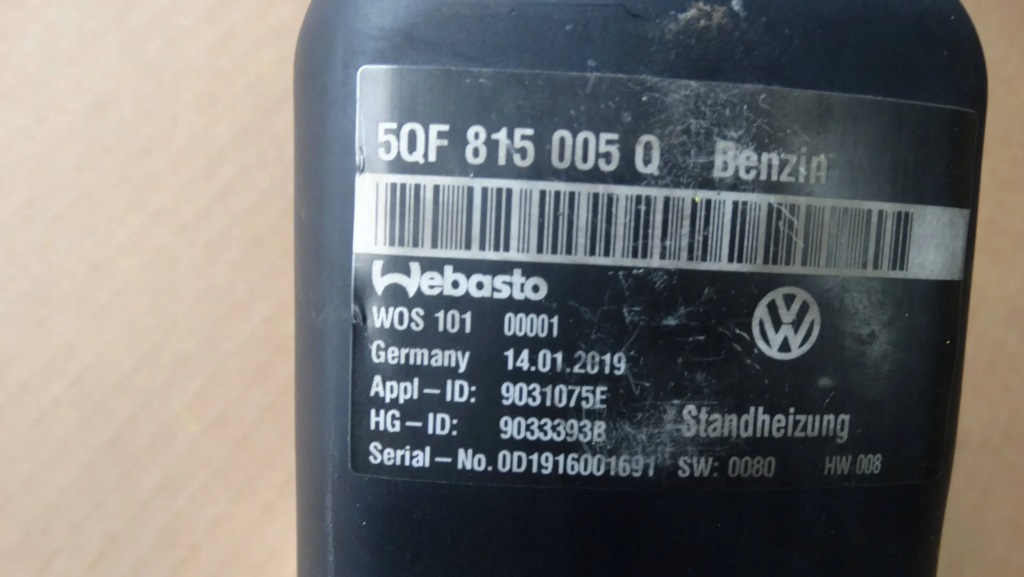 5QF 815 005 Q Benzin
Webasto
WOS 101 00001
Germany 14.01.2019
Appl-ID: 9031075E
HG-ID: 9033393B
Standheizung
Serial-No. 0D1916001691 SW: 0080 HW 008